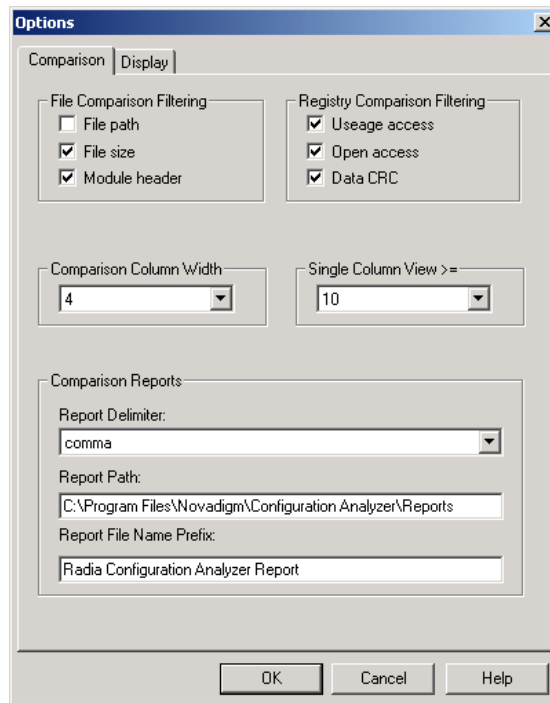 Options
Comparison Display
File Comparison Filtering
File path
File size
Module header
Registry Comparison Filtering
Useage access
Open access
Data CRC
Comparison Column Width
4
Single Column View >=
10
Comparison Reports
Report Delimiter:
comma
Report Path:
C:\Program Files\Novadigm\Configuration Analyzer\Reports
Report File Name Prefix:
Radia Configuration Analyzer Report
OK Cancel Help